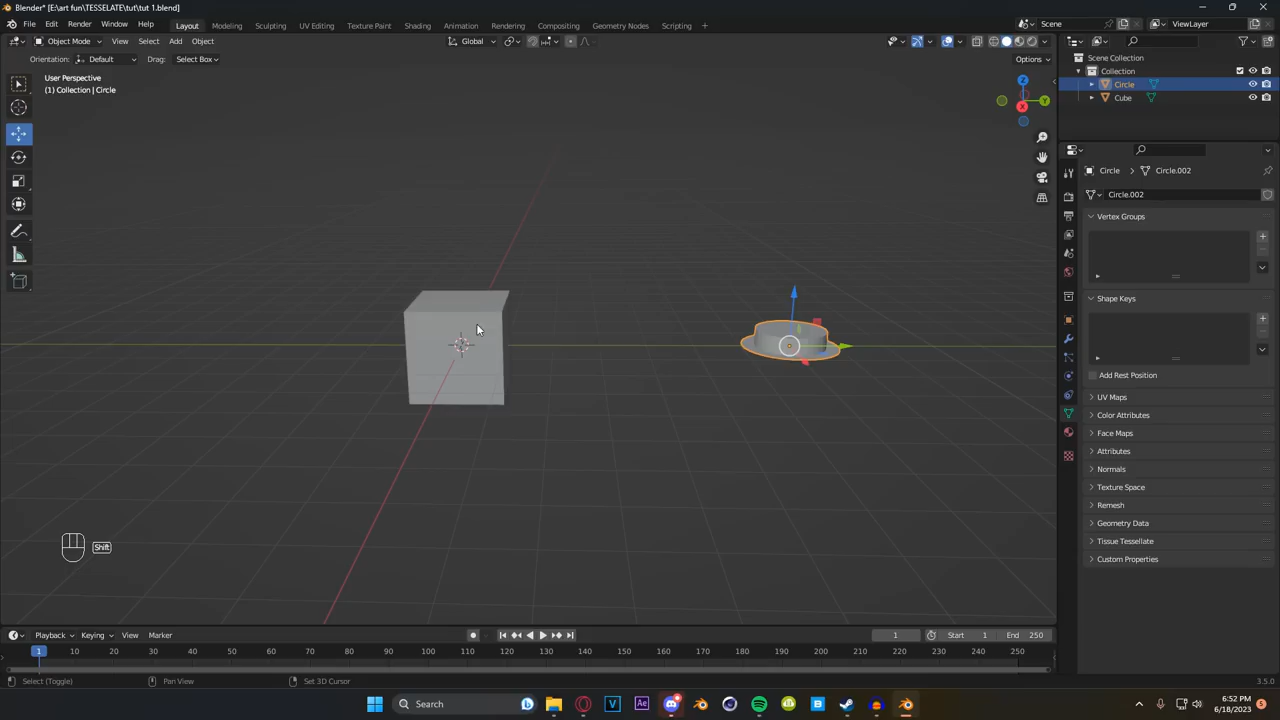 Blender* [E:\art fun\TESSELATE\tut\tut 1.blend]
File Edit Render Window Help Layout Modeling Sculpting UV Editing Texture Paint Shading Animation Rendering Compositing Geometry Nodes Scripting + Scene ViewLayer
Object Mode View Select Add Object Global
Orientation: Default Drag: Select Box Options
Scene Collection
Collection
Circle
Cube
User Perspective
(1) Collection | Circle
Z
Y
X
Circle > Circle.002
Circle.002
Vertex Groups
Shape Keys
Add Rest Position
UV Maps
Color Attributes
Face Maps
Attributes
Normals
Texture Space
Remesh
Geometry Data
Tissue Tessellate
Custom Properties
Shift
Playback Keying View Marker 1 Start 1 End 250
1 10 20 30 40 50 60 70 80 90 100 110 120 130 140 150 160 170 180 190 200 210 220 230 240 250
Select (Toggle) Pan View Set 3D Cursor 3.5.0
Search V Ae B 6:52 PM
6/18/2023